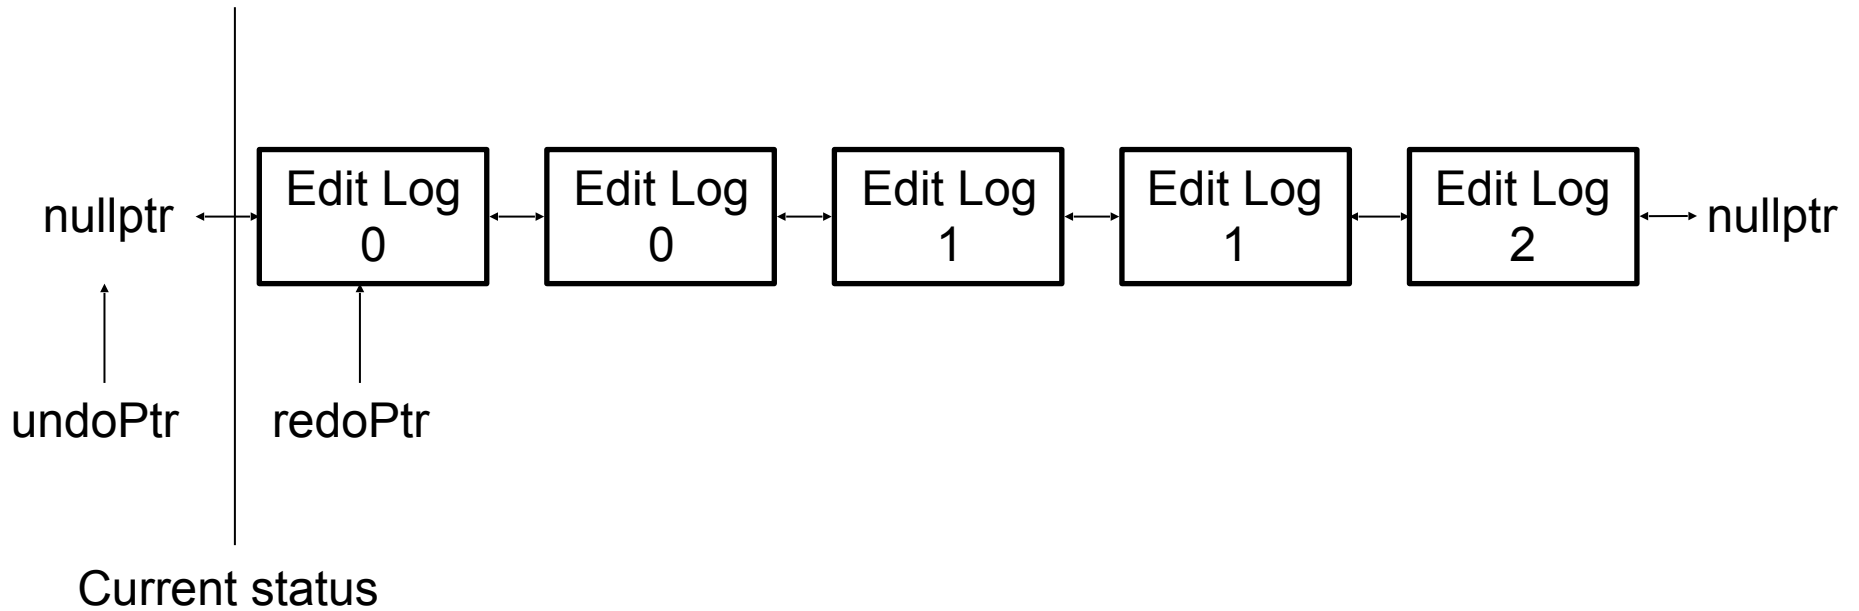 Edit Log
0
Edit Log
0
Edit Log
1
Edit Log
1
Edit Log
2
nullptr
nullptr
undoPtr
redoPtr
Current status